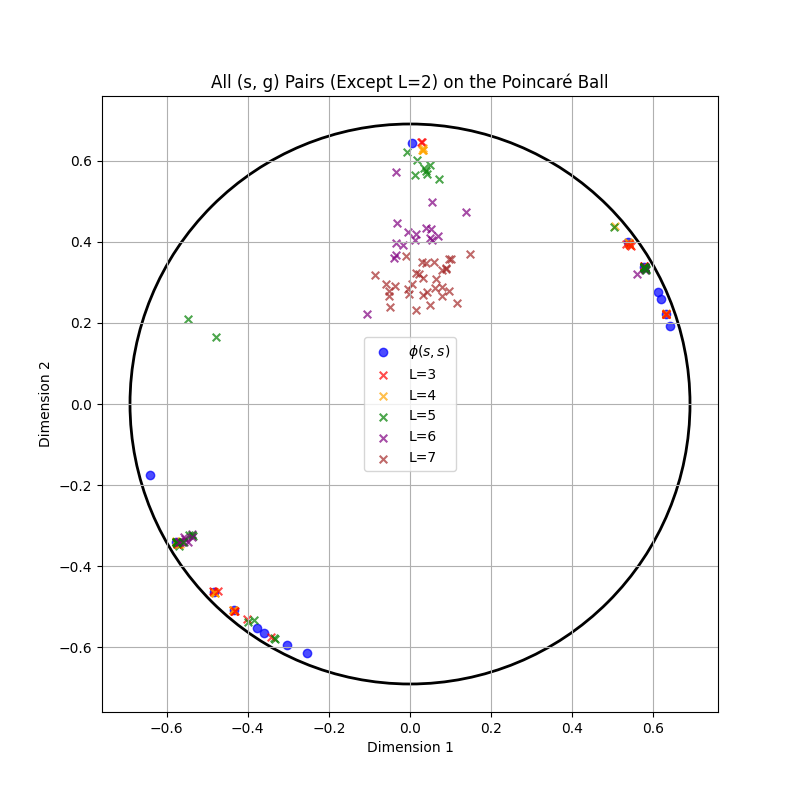 All (s, g) Pairs (Except L=2) on the Poincaré Ball
Dimension 2
0.6
0.4
0.2
0.0
−0.2
−0.4
−0.6
ϕ(s, s)
L=3
L=4
L=5
L=6
L=7
−0.6 −0.4 −0.2 0.0 0.2 0.4 0.6
Dimension 1